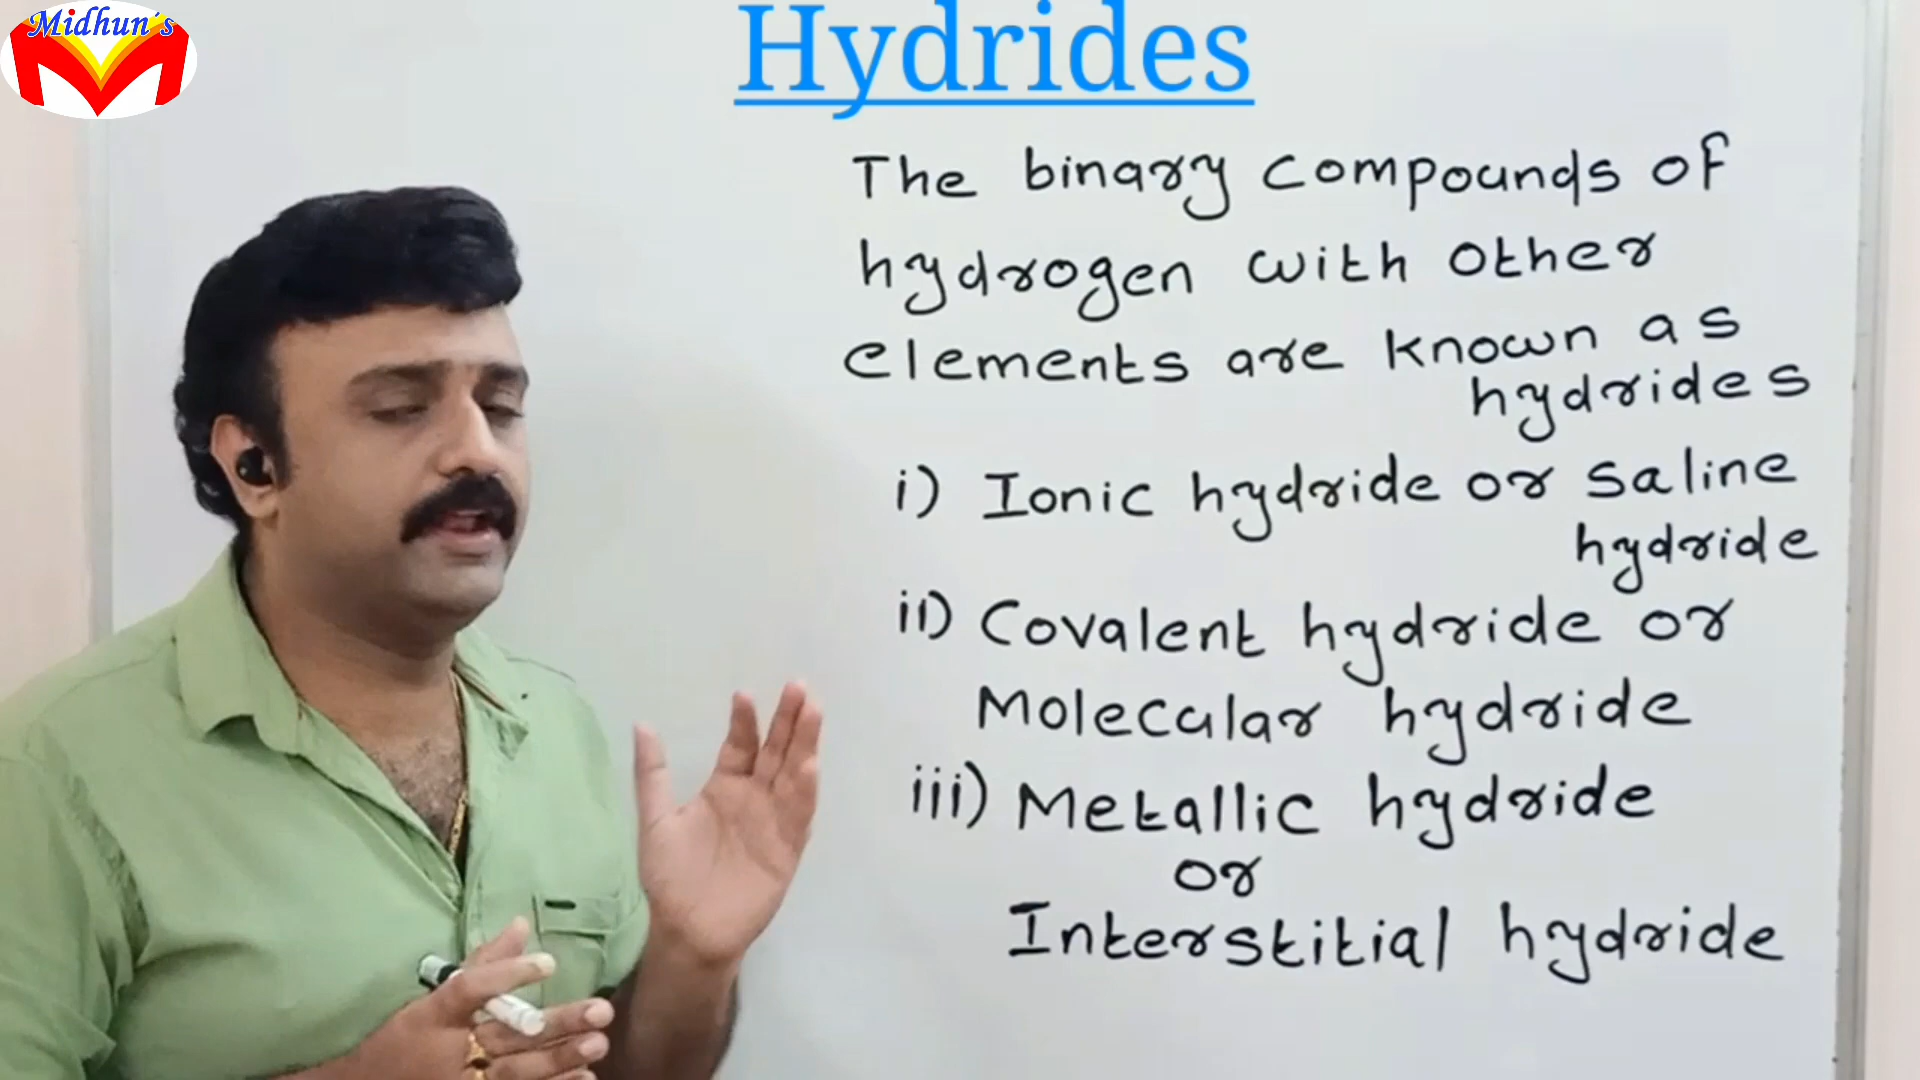 Midhun's
Hydrides
The binary compounds of
hydrogen with other
elements are known as
hydrides
i) Ionic hydride or saline
hydride
ii) Covalent hydride or
Molecular hydride
iii) Metallic hydride
or
Interstitial hydride